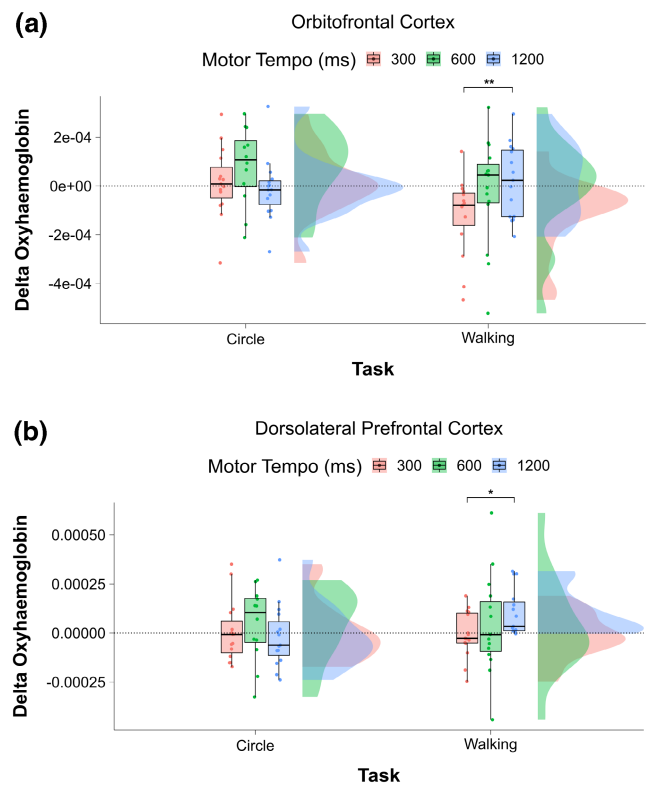 (a)
Orbitofrontal Cortex
Motor Tempo (ms) 300 600 1200
**
Delta Oxyhaemoglobin
2e-04
0e+00
-2e-04
-4e-04
Circle Walking
Task
(b)
Dorsolateral Prefrontal Cortex
Motor Tempo (ms) 300 600 1200
*
Delta Oxyhaemoglobin
0.00050
0.00025
0.00000
-0.00025
Circle Walking
Task